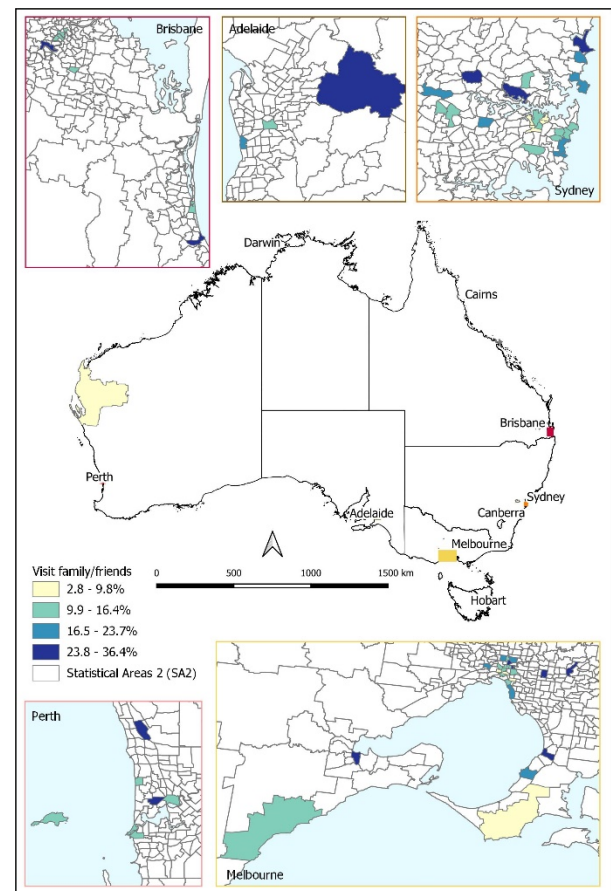 Brisbane
Adelaide
Sydney
Darwin
Cairns
Brisbane
Perth
Adelaide
Sydney
Canberra
Melbourne
Hobart
Visit family/friends
2.8 - 9.8%
9.9 - 16.4%
16.5 - 23.7%
23.8 - 36.4%
Statistical Areas 2 (SA2)
0 500 1000 1500 km
Perth
Melbourne